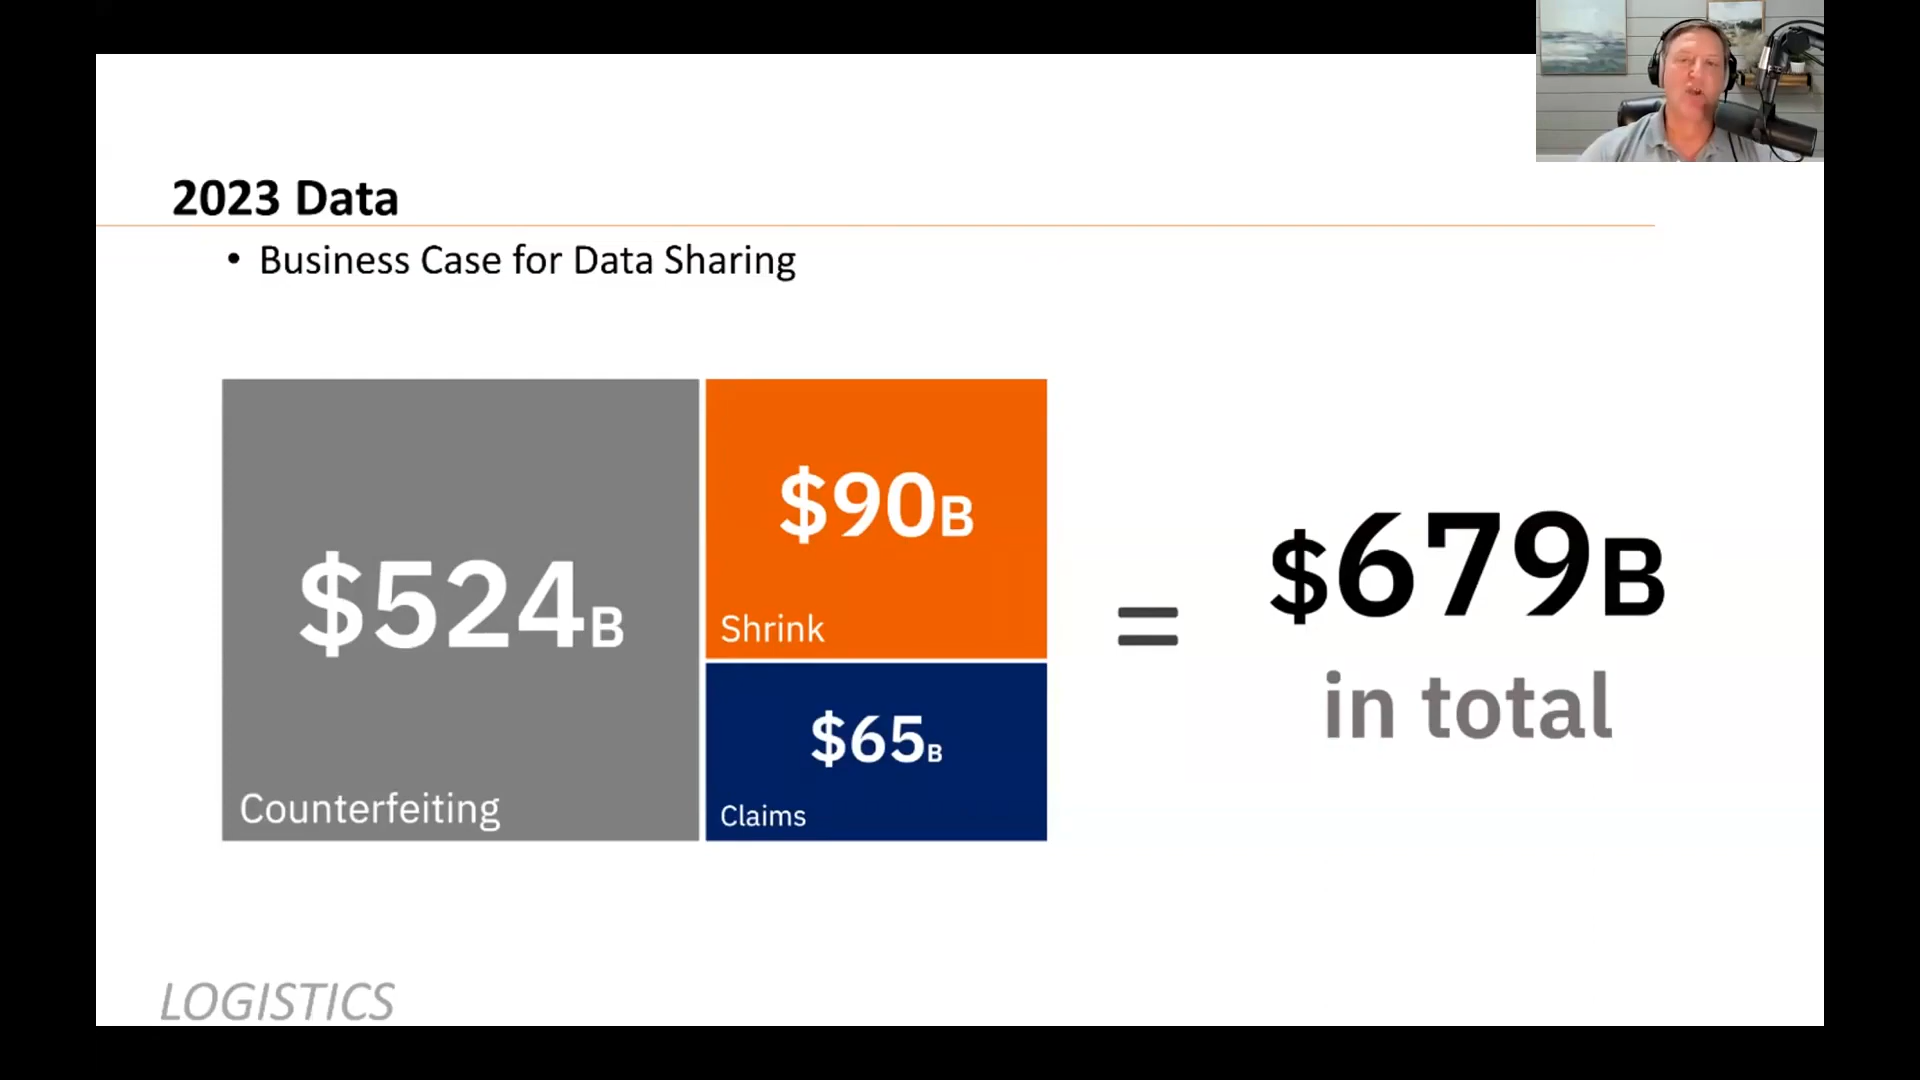 2023 Data
• Business Case for Data Sharing
$524B
Counterfeiting
$90B
Shrink
$65B
Claims
=
$679B
in total
LOGISTICS